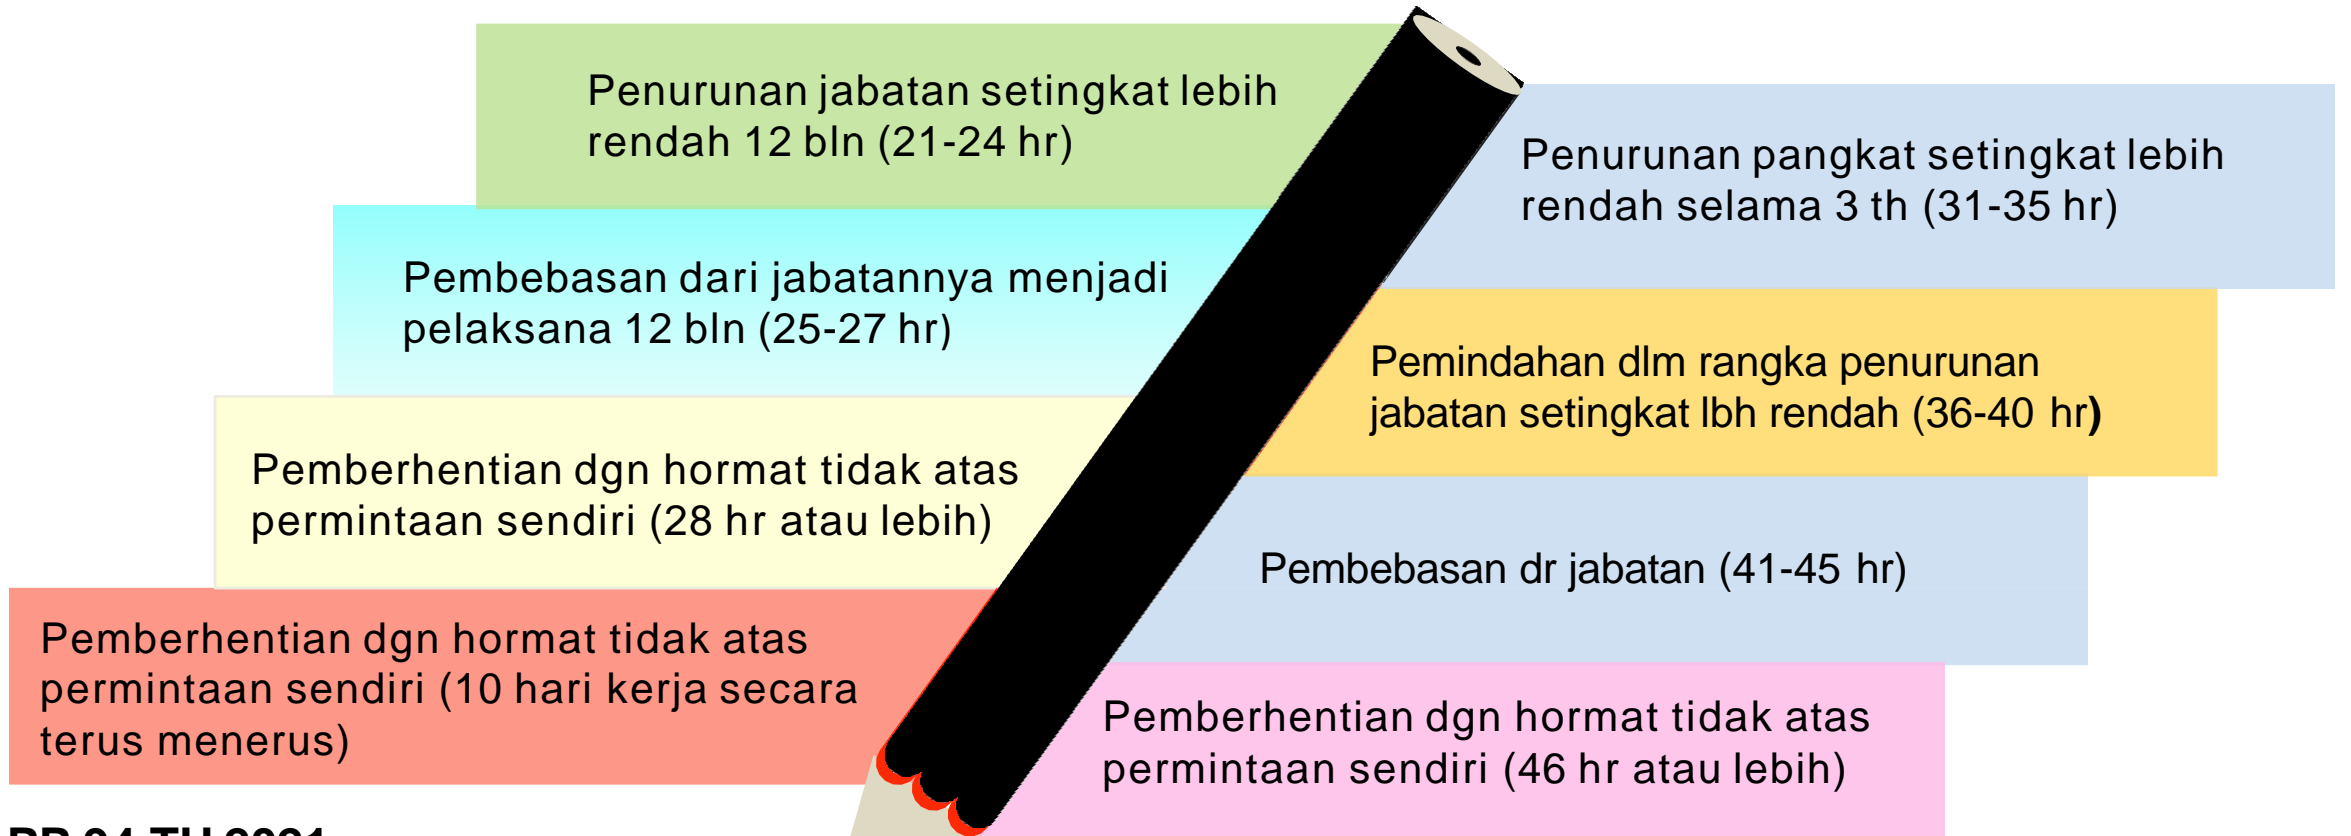 Penurunan jabatan setingkat lebih
rendah 12 bln (21-24 hr)
Pembebasan dari jabatannya menjadi
pelaksana 12 bln (25-27 hr)
Pemberhentian dgn hormat tidak atas
permintaan sendiri (28 hr atau lebih)
Pemberhentian dgn hormat tidak atas
permintaan sendiri (10 hari kerja secara
terus menerus)
Penurunan pangkat setingkat lebih
rendah selama 3 th (31-35 hr)
Pemindahan dlm rangka penurunan
jabatan setingkat lbh rendah (36-40 hr)
Pembebasan dr jabatan (41-45 hr)
Pemberhentian dgn hormat tidak atas
permintaan sendiri (46 hr atau lebih)